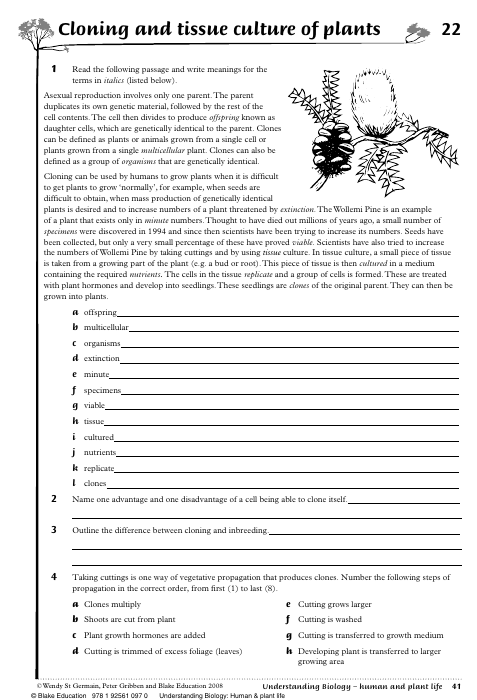 Cloning and tissue culture of plants 22
1 Read the following passage and write meanings for the
terms in italics (listed below).
Asexual reproduction involves only one parent. The parent
duplicates its own genetic material, followed by the rest of the
cell contents. The cell then divides to produce offspring known as
daughter cells, which are genetically identical to the parent. Clones
can be defined as plants or animals grown from a single cell or
plants grown from a single multicellular plant. Clones can also be
defined as a group of organisms that are genetically identical.
Cloning can be used by humans to grow plants when it is difficult
to get plants to grow 'normally', for example, when seeds are
difficult to obtain, when mass production of genetically identical
plants is desired and to increase numbers of a plant threatened by extinction. The Wollemi Pine is an example
of a plant that exists only in minute numbers. Thought to have died out millions of years ago, a small number of
specimens were discovered in 1994 and since then scientists have been trying to increase its numbers. Seeds have
been collected, but only a very small percentage of these have proved viable. Scientists have also tried to increase
the numbers of Wollemi Pine by taking cuttings and by using tissue culture. In tissue culture, a small piece of tissue
is taken from a growing part of the plant (e.g. a bud or root). This piece of tissue is then cultured in a medium
containing the required nutrients. The cells in the tissue replicate and a group of cells is formed. These are treated
with plant hormones and develop into seedlings. These seedlings are clones of the original parent. They can then be
grown into plants.
a offspring
b multicellular
c organisms
d extinction
e minute
f specimens
g viable
h tissue
i cultured
j nutrients
k replicate
l clones
2 Name one advantage and one disadvantage of a cell being able to clone itself.
3 Outline the difference between cloning and inbreeding.
4 Taking cuttings is one way of vegetative propagation that produces clones. Number the following steps of
propagation in the correct order, from first (1) to last (8).
a Clones multiply
b Shoots are cut from plant
c Plant growth hormones are added
d Cutting is trimmed of excess foliage (leaves)
e Cutting grows larger
f Cutting is washed
g Cutting is transferred to growth medium
h Developing plant is transferred to larger
growing area
©Wendy St Germain, Peter Gribben and Blake Education 2008 Understanding Biology – human and plant life 41
© Blake Education 978 1 92561 097 0 Understanding Biology: Human & plant life